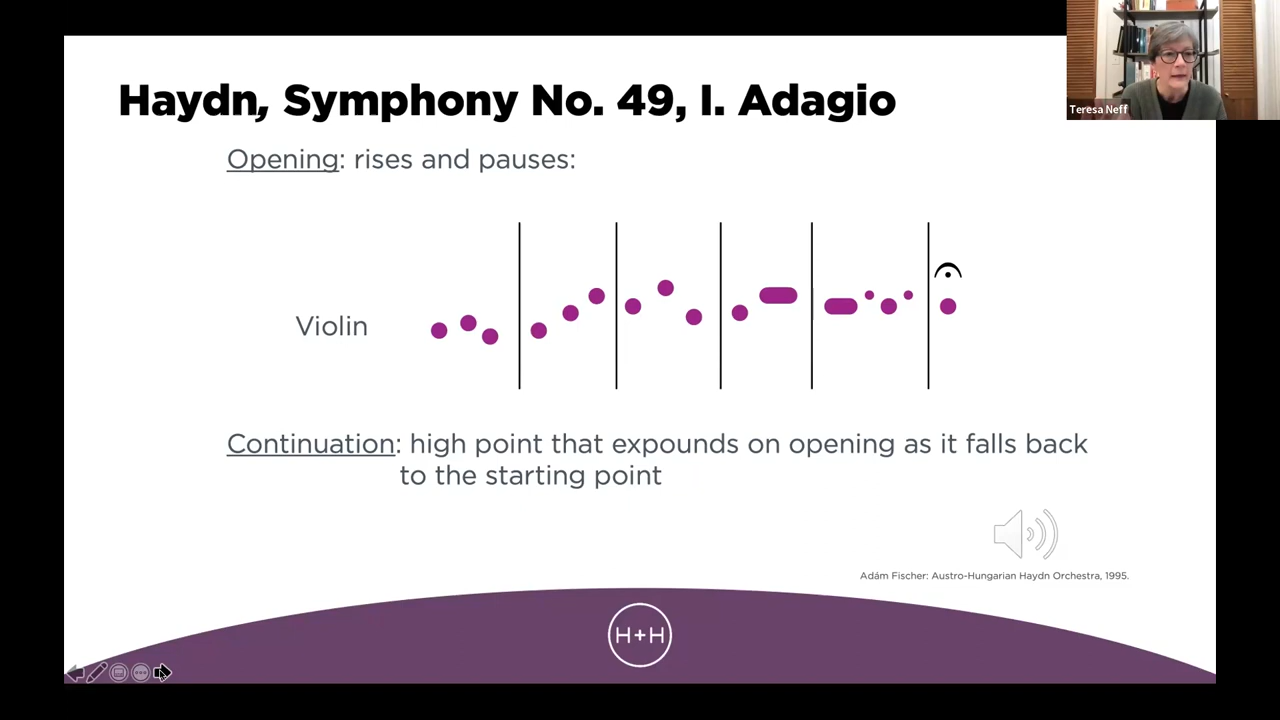 Haydn, Symphony No. 49, I. Adagio
Teresa Neff
Opening: rises and pauses:
Violin
Continuation: high point that expounds on opening as it falls back
to the starting point
Adám Fischer: Austro-Hungarian Haydn Orchestra, 1995.
H+H